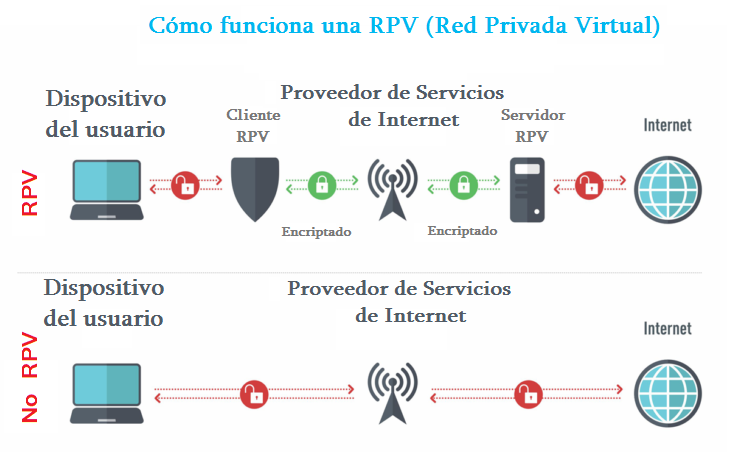 Cómo funciona una RPV (Red Privada Virtual)
Dispositivo
del usuario
Cliente
RPV
Proveedor de Servicios
de Internet
Servidor
RPV
Internet
RPV
Encriptado
Encriptado
Dispositivo
del usuario
Proveedor de Servicios
de Internet
Internet
No RPV